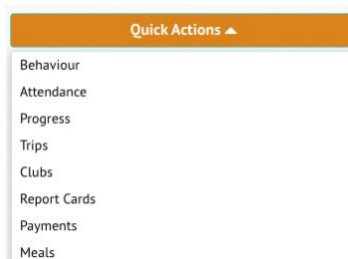 Quick Actions
Behaviour
Attendance
Progress
Trips
Clubs
Report Cards
Payments
Meals